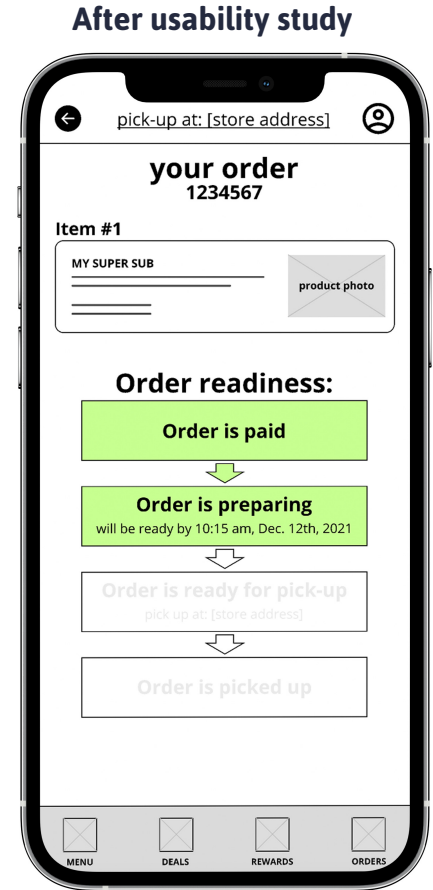 After usability study
pick-up at: [store address]
your order
1234567
Item #1
MY SUPER SUB
product photo
Order readiness:
Order is paid
Order is preparing
will be ready by 10:15 am, Dec. 12th, 2021
Order is ready for pick-up
pick up at: [store address]
Order is picked up
MENU
DEALS
REWARDS
ORDERS